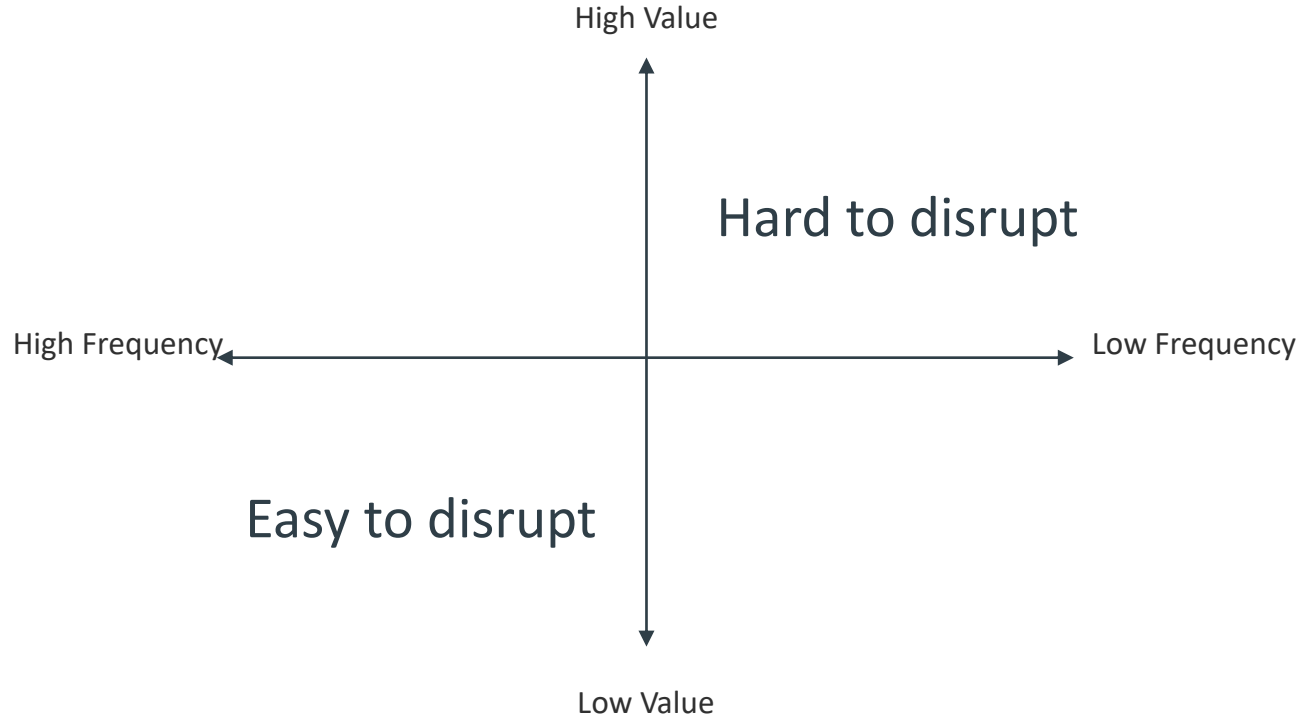 High Value
Hard to disrupt
High Frequency
Low Frequency
Easy to disrupt
Low Value